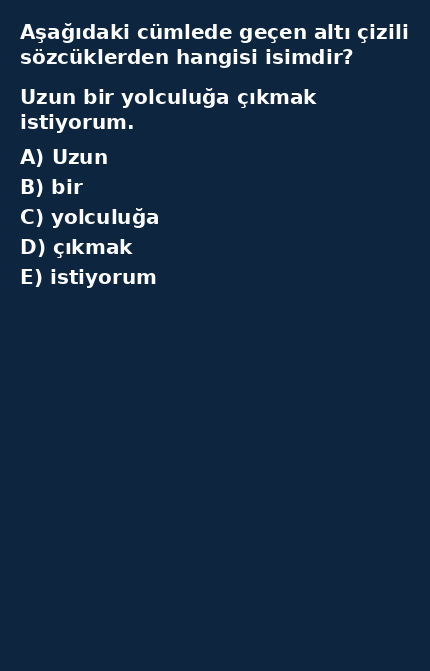 Aşağıdaki cümlede geçen altı çizili
sözcüklerden hangisi isimdir?
Uzun bir yolculuğa çıkmak
istiyorum.
A) Uzun
B) bir
C) yolculuğa
D) çıkmak
E) istiyorum